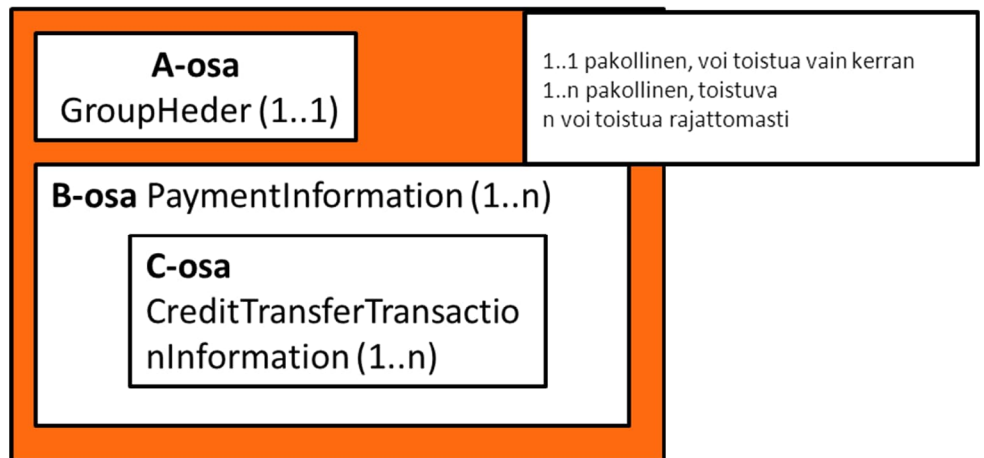 A-osa
GroupHeder (1..1)
1..1 pakollinen, voi toistua vain kerran
1..n pakollinen, toistuva
n voi toistua rajattomasti
B-osa PaymentInformation (1..n)
C-osa
CreditTransferTransactio
nInformation (1..n)